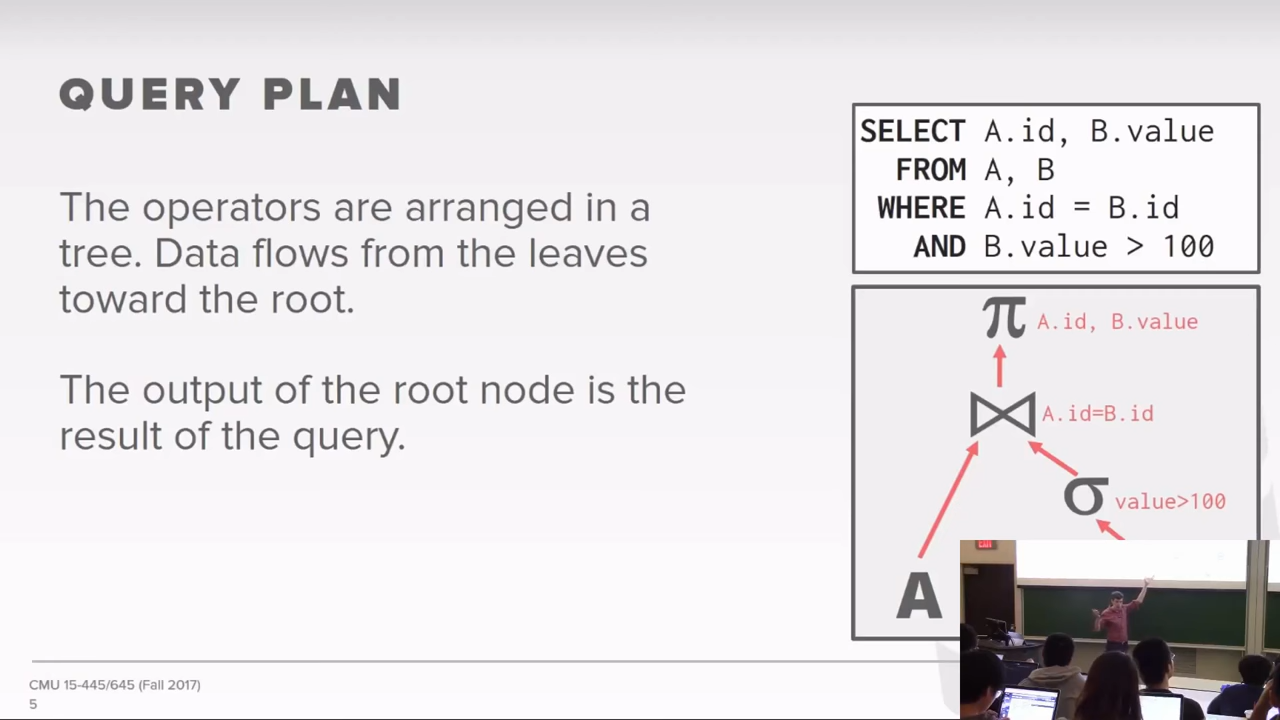 QUERY PLAN
The operators are arranged in a
tree. Data flows from the leaves
toward the root.
The output of the root node is the
result of the query.
SELECT A.id, B.value
FROM A, B
WHERE A.id = B.id
AND B.value > 100
π A.id, B.value
⋈ A.id=B.id
σ value>100
A
EXIT
CMU 15-445/645 (Fall 2017)
5